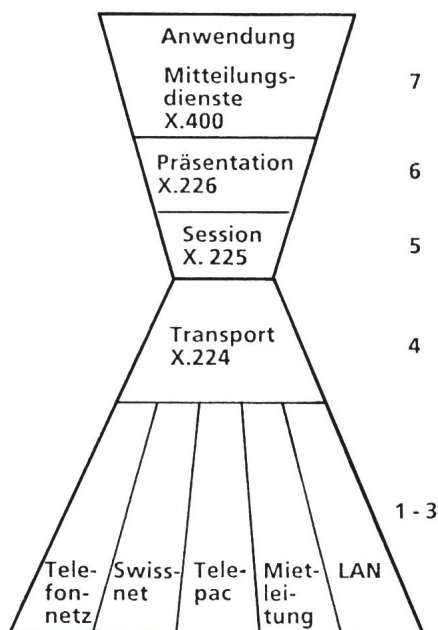 Anwendung
Mitteilungs-
dienste
X.400
7
Präsentation
X.226
6
Session
X. 225
5
Transport
X.224
4
1 - 3
Tele-
fon-
netz
Swiss-
net
Tele-
pac
Miet-
lei-
tung
LAN